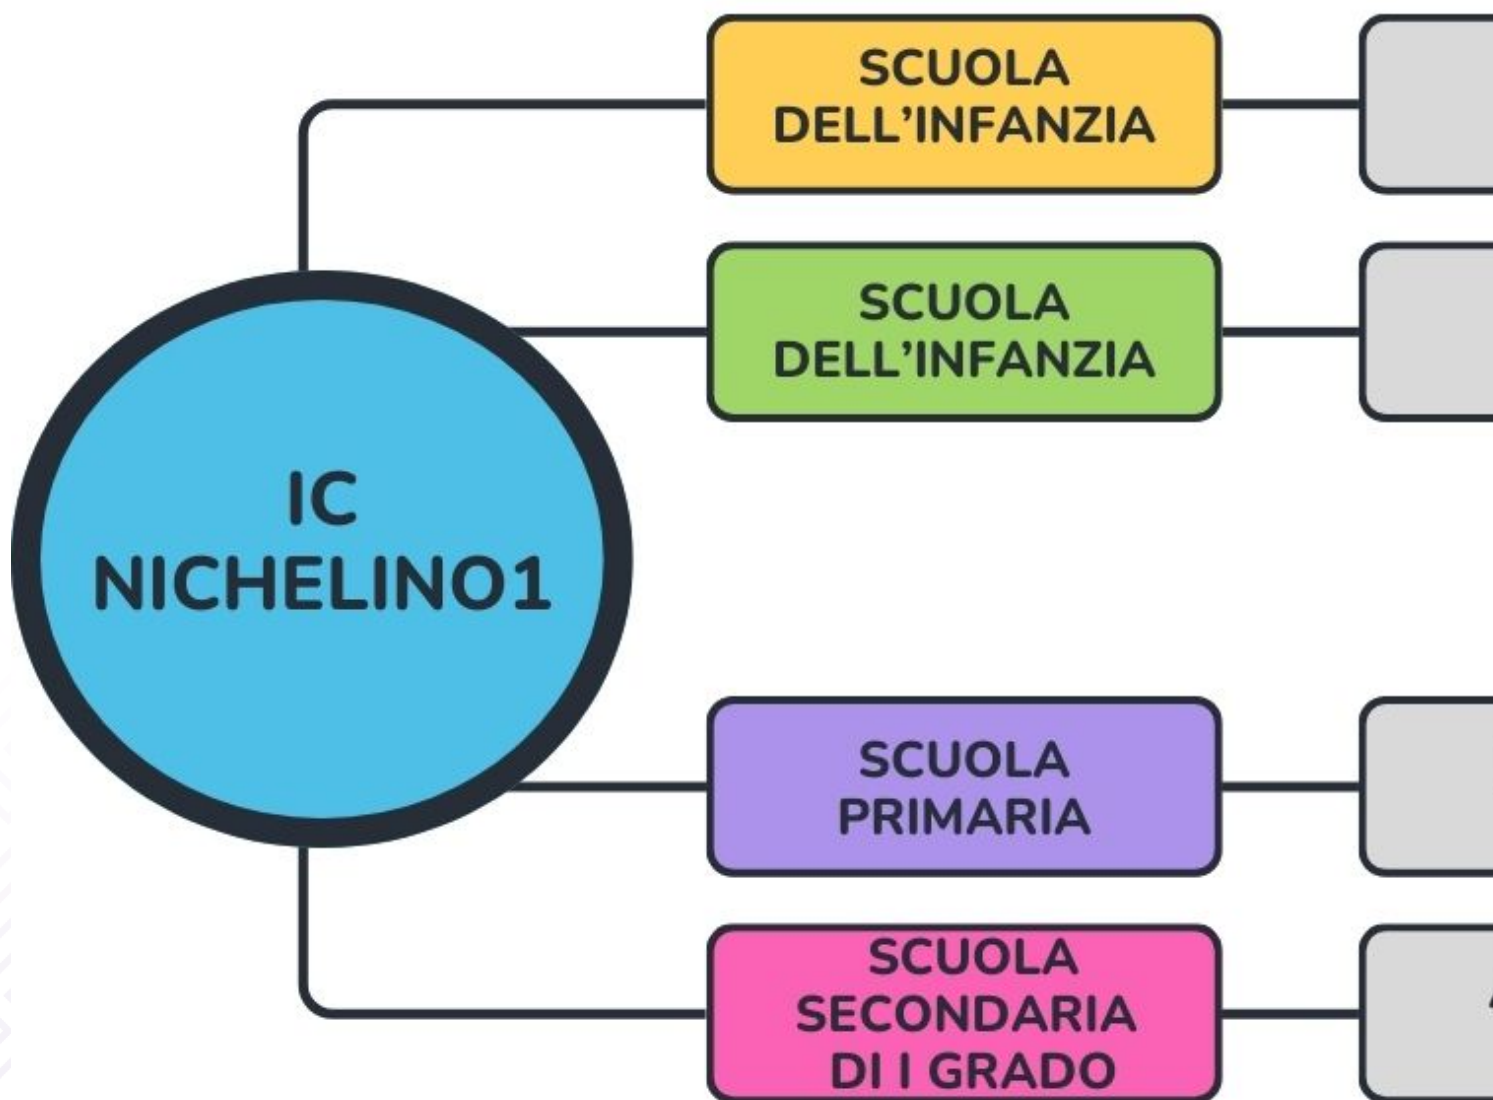 SCUOLA
DELL’INFANZIA
SCUOLA
DELL’INFANZIA
IC
NICHELINO1
SCUOLA
PRIMARIA
SCUOLA
SECONDARIA
DI I GRADO